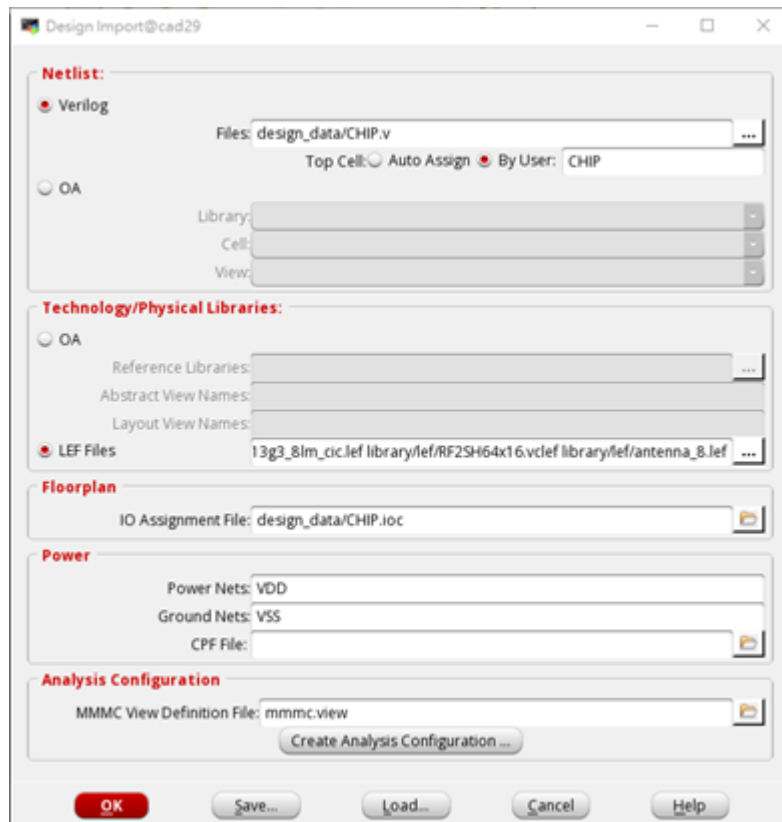 Design Import@cad29
Netlist:
Verilog
Files: design_data/CHIP.v ...
Top Cell: Auto Assign By User: CHIP
OA
Library:
Cell:
View:
Technology/Physical Libraries:
OA
Reference Libraries: ...
Abstract View Names:
Layout View Names:
LEF Files 13g3_8lm_cic.lef library/lef/RF2SH64x16.vclef library/lef/antenna_8.lef ...
Floorplan
IO Assignment File: design_data/CHIP.ioc
Power
Power Nets: VDD
Ground Nets: VSS
CPF File:
Analysis Configuration
MMMC View Definition File: mmmc.view
Create Analysis Configuration ...
OK Save... Load... Cancel Help